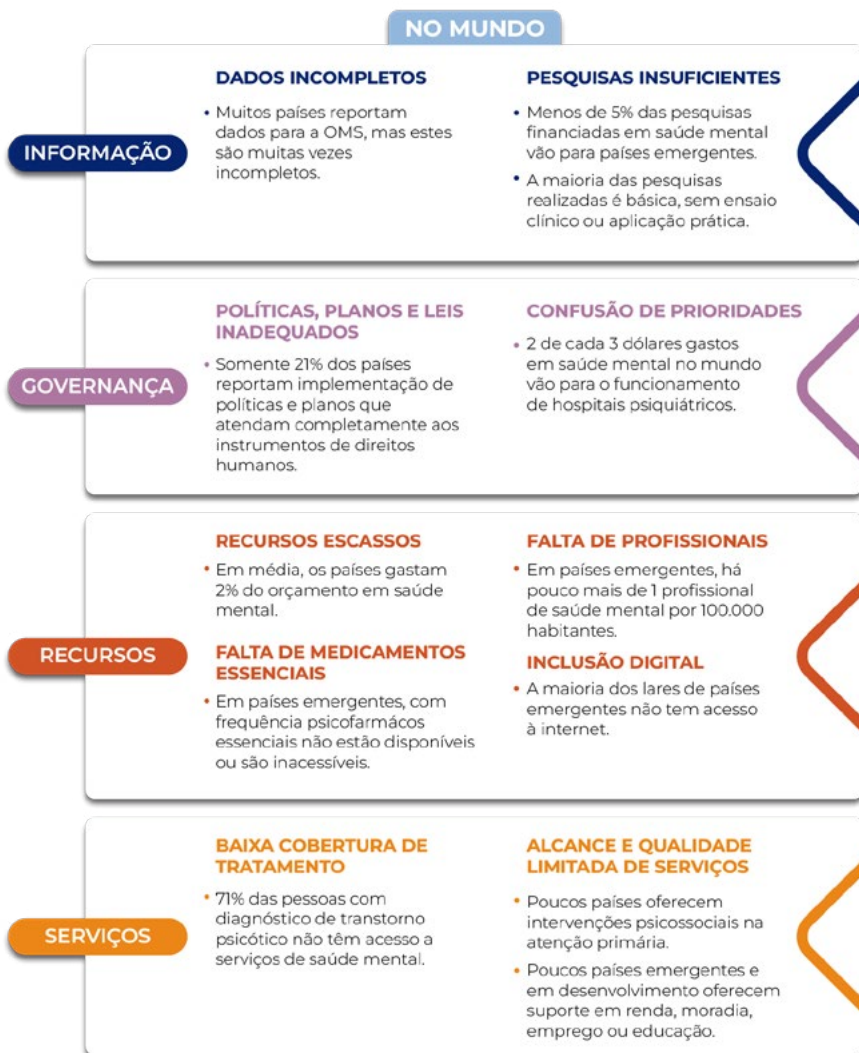 NO MUNDO
INFORMAÇÃO
DADOS INCOMPLETOS
• Muitos países reportam
dados para a OMS, mas estes
são muitas vezes
incompletos.
PESQUISAS INSUFICIENTES
• Menos de 5% das pesquisas
financiadas em saúde mental
vão para países emergentes.
• A maioria das pesquisas
realizadas é básica, sem ensaio
clínico ou aplicação prática.
GOVERNANÇA
POLÍTICAS, PLANOS E LEIS
INADEQUADOS
• Somente 21% dos países
reportam implementação de
políticas e planos que
atendam completamente aos
instrumentos de direitos
humanos.
CONFUSÃO DE PRIORIDADES
• 2 de cada 3 dólares gastos
em saúde mental no mundo
vão para o funcionamento
de hospitais psiquiátricos.
RECURSOS
RECURSOS ESCASSOS
• Em média, os países gastam
2% do orçamento em saúde
mental.
FALTA DE MEDICAMENTOS
ESSENCIAIS
• Em países emergentes, com
frequência psicofarmácos
essenciais não estão disponíveis
ou são inacessíveis.
FALTA DE PROFISSIONAIS
• Em países emergentes, há
pouco mais de 1 profissional
de saúde mental por 100.000
habitantes.
INCLUSÃO DIGITAL
• A maioria dos lares de países
emergentes não tem acesso
à internet.
SERVIÇOS
BAIXA COBERTURA DE
TRATAMENTO
• 71% das pessoas com
diagnóstico de transtorno
psicótico não têm acesso a
serviços de saúde mental.
ALCANCE E QUALIDADE
LIMITADA DE SERVIÇOS
• Poucos países oferecem
intervenções psicossociais na
atenção primária.
• Poucos países emergentes e
em desenvolvimento oferecem
suporte em renda, moradia,
emprego ou educação.